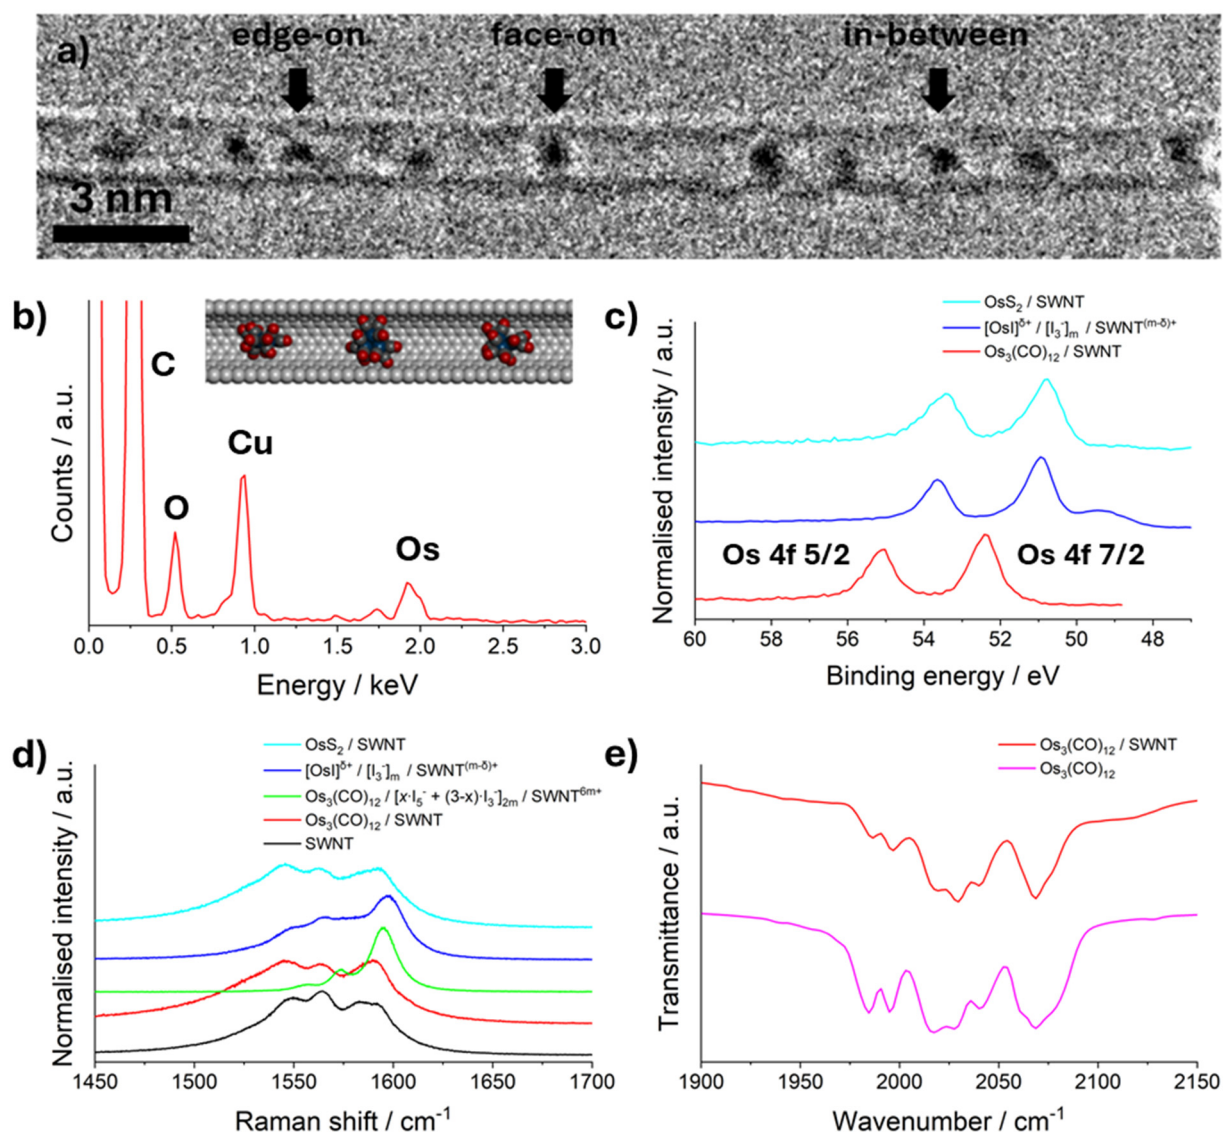 a)
edge-on
face-on
in-between
3 nm
b)
C
O
Cu
Os
Counts / a.u.
0.0 0.5 1.0 1.5 2.0 2.5 3.0
Energy / keV
c)
OsS₂ / SWNT
[OsI]^δ+ / [I₃⁻]ₘ / SWNT^(m-δ)+
Os₃(CO)₁₂ / SWNT
Os 4f 5/2
Os 4f 7/2
Normalised intensity / a.u.
60 58 56 54 52 50 48
Binding energy / eV
d)
OsS₂ / SWNT
[OsI]^δ+ / [I₃⁻]ₘ / SWNT^(m-δ)+
Os₃(CO)₁₂ / [x·I₅⁻ + (3-x)·I₃⁻]₂ₘ / SWNT^6m+
Os₃(CO)₁₂ / SWNT
SWNT
Normalised intensity / a.u.
1450 1500 1550 1600 1650 1700
Raman shift / cm⁻¹
e)
Os₃(CO)₁₂ / SWNT
Os₃(CO)₁₂
Transmittance / a.u.
1900 1950 2000 2050 2100 2150
Wavenumber / cm⁻¹